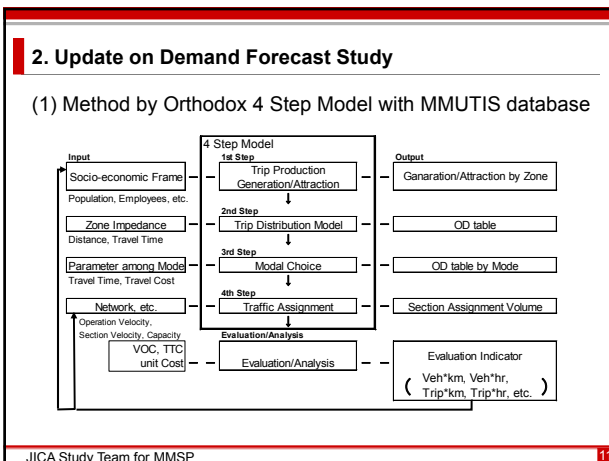 2. Update on Demand Forecast Study
(1) Method by Orthodox 4 Step Model with MMUTIS database
4 Step Model
Input
1st Step
Output
Socio-economic Frame
Trip Production
Generation/Attraction
Ganaration/Attraction by Zone
Population, Employees, etc.
2nd Step
Zone Impedance
Trip Distribution Model
OD table
Distance, Travel Time
3rd Step
Parameter among Mode
Modal Choice
OD table by Mode
Travel Time, Travel Cost
4th Step
Network, etc.
Traffic Assignment
Section Assignment Volume
Operation Velocity,
Section Velocity, Capacity
Evaluation/Analysis
VOC, TTC
unit Cost
Evaluation/Analysis
Evaluation Indicator
( Veh*km, Veh*hr,
Trip*km, Trip*hr, etc. )
JICA Study Team for MMSP
11